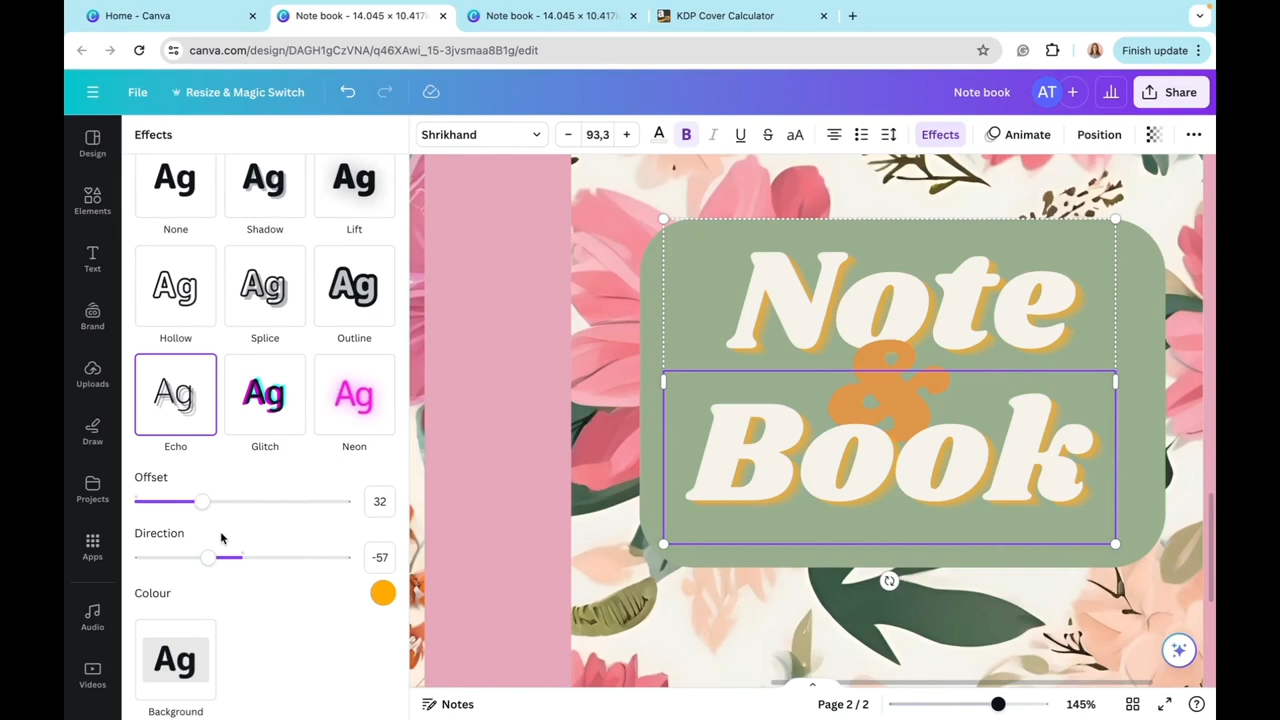 Home - Canva
Note book - 14.045 × 10.417
Note book - 14.045 × 10.417
KDP Cover Calculator
canva.com/design/DAGH1gCzVNA/q46XAwi_15-3jvsmaa8B1g/edit
Finish update
File
Resize & Magic Switch
Note book
AT
Share
Effects
Shrikhand
93,3
A
B
I
U
S
aA
Effects
Animate
Position
Design
Elements
Text
Brand
Uploads
Draw
Projects
Apps
Audio
Videos
Ag
Ag
Ag
None
Shadow
Lift
Ag
Ag
Ag
Hollow
Splice
Outline
Ag
Ag
Ag
Echo
Glitch
Neon
Offset
32
Direction
-57
Colour
Ag
Background
Note
&
Book
Notes
Page 2 / 2
145%